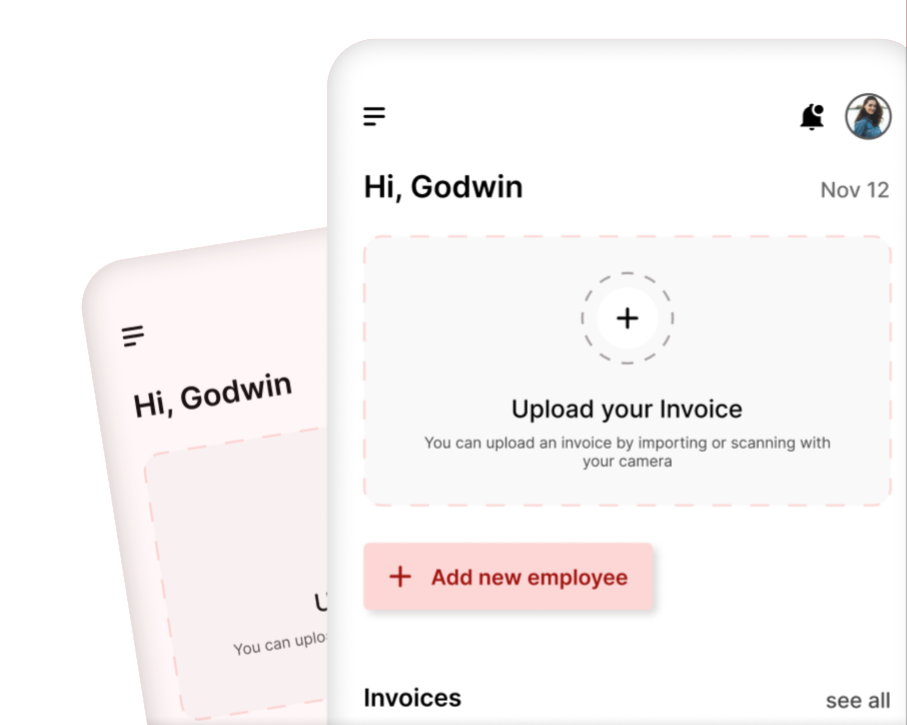 Hi, Godwin
Nov 12
Upload your Invoice
You can upload an invoice by importing or scanning with
your camera
Add new employee
Invoices
see all
Hi, Godwin
You can